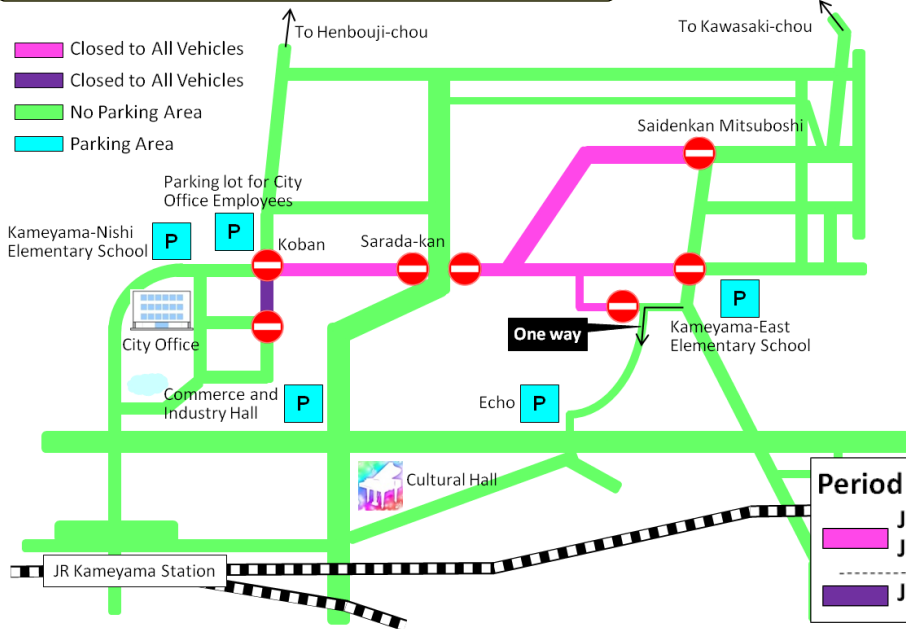 To Henbouji-chou
To Kawasaki-chou
Closed to All Vehicles
Closed to All Vehicles
No Parking Area
Parking Area
Saidenkan Mitsuboshi
Parking lot for City
Office Employees
P
Kameyama-Nishi
Elementary School
P
Koban
Sarada-kan
P
Kameyama-East
Elementary School
One way
City Office
Commerce and
Industry Hall
P
Echo
P
Cultural Hall
Period
J
J
J
JR Kameyama Station